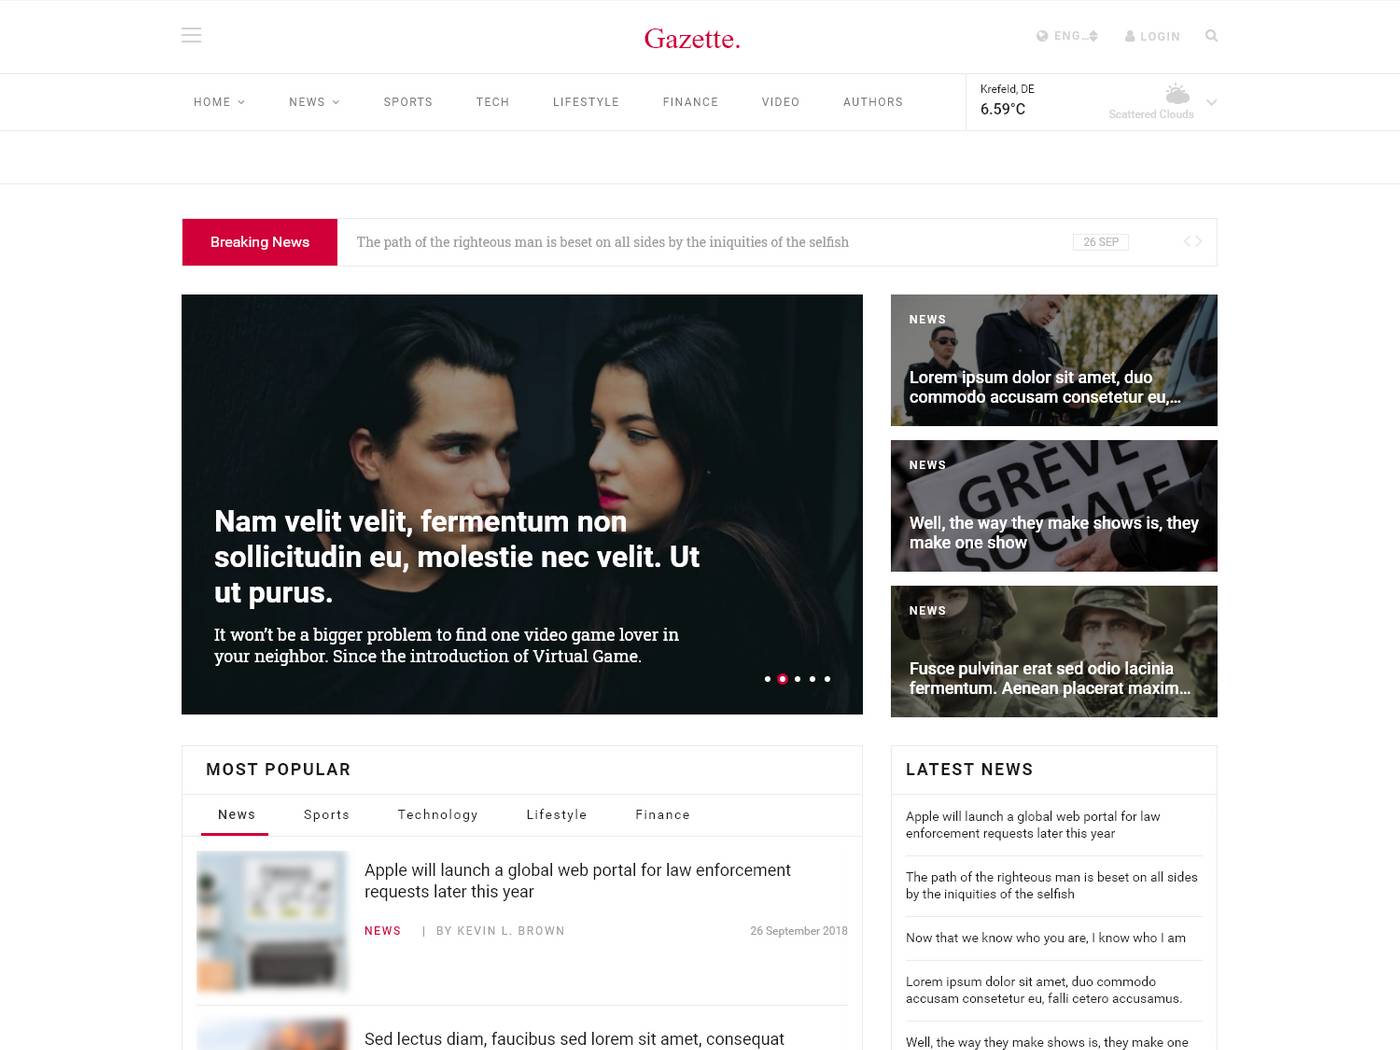 Gazette.
ENG...
LOGIN
HOME
NEWS
SPORTS
TECH
LIFESTYLE
FINANCE
VIDEO
AUTHORS
Krefeld, DE
6.59°C
Scattered Clouds
Breaking News
The path of the righteous man is beset on all sides by the iniquities of the selfish
26 SEP
Nam velit velit, fermentum non
sollicitudin eu, molestie nec velit. Ut
ut purus.
It won’t be a bigger problem to find one video game lover in
your neighbor. Since the introduction of Virtual Game.
NEWS
Lorem ipsum dolor sit amet, duo
commodo accusam consetetur eu,...
NEWS
GRÈVE
SOCIALE
Well, the way they make shows is, they
make one show
NEWS
Fusce pulvinar erat sed odio lacinia
fermentum. Aenean placerat maxim...
MOST POPULAR
News
Sports
Technology
Lifestyle
Finance
Apple will launch a global web portal for law enforcement
requests later this year
NEWS | BY KEVIN L. BROWN
26 September 2018
Sed lectus diam, faucibus sed lorem sit amet, consequat
LATEST NEWS
Apple will launch a global web portal for law
enforcement requests later this year
The path of the righteous man is beset on all sides
by the iniquities of the selfish
Now that we know who you are, I know who I am
Lorem ipsum dolor sit amet, duo commodo
accusam consetetur eu, falli cetero accusamus.
Well, the way they make shows is, they make one